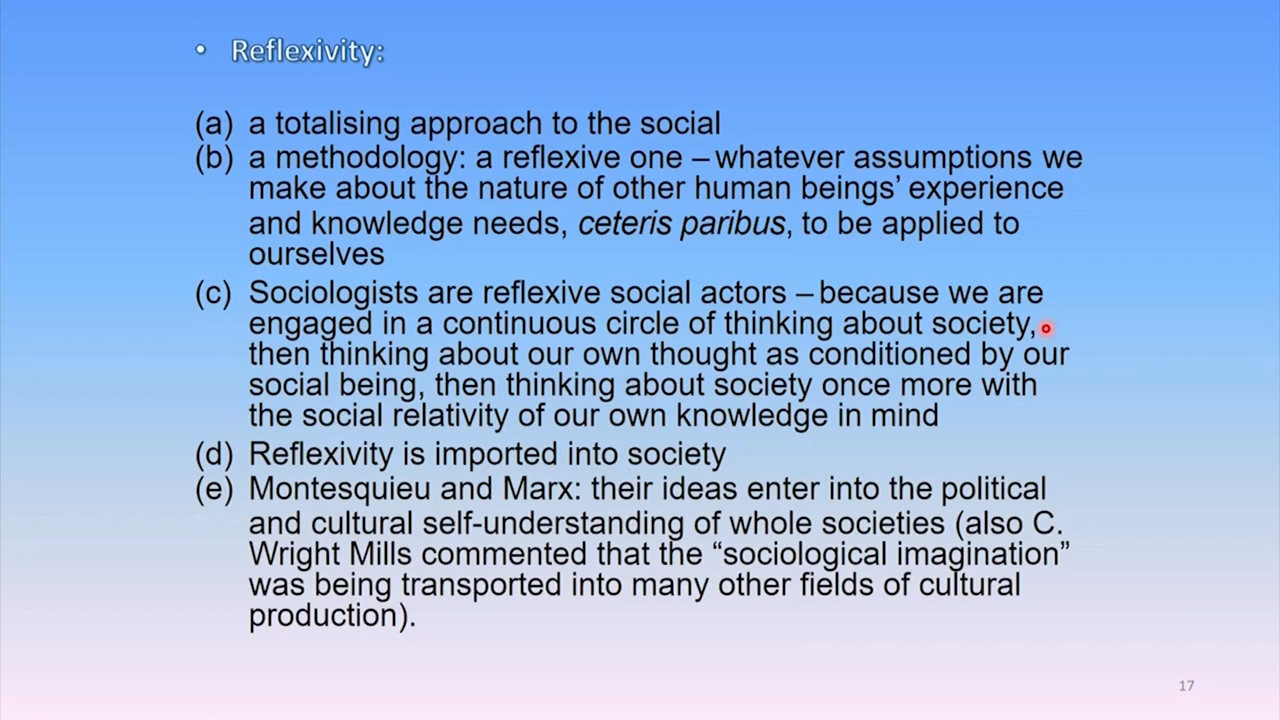 • Reflexivity:
(a) a totalising approach to the social
(b) a methodology: a reflexive one – whatever assumptions we
make about the nature of other human beings’ experience
and knowledge needs, ceteris paribus, to be applied to
ourselves
(c) Sociologists are reflexive social actors – because we are
engaged in a continuous circle of thinking about society,
then thinking about our own thought as conditioned by our
social being, then thinking about society once more with
the social relativity of our own knowledge in mind
(d) Reflexivity is imported into society
(e) Montesquieu and Marx: their ideas enter into the political
and cultural self-understanding of whole societies (also C.
Wright Mills commented that the “sociological imagination”
was being transported into many other fields of cultural
production).
17